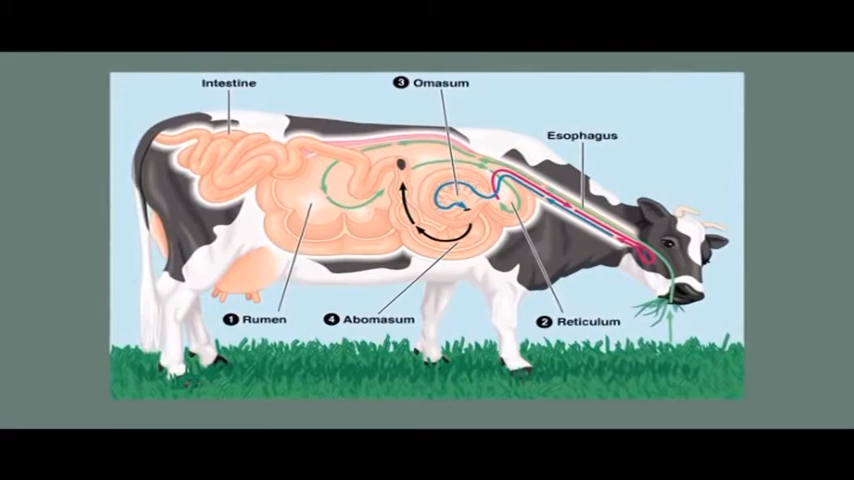 Intestine
3 Omasum
Esophagus
1 Rumen
4 Abomasum
2 Reticulum